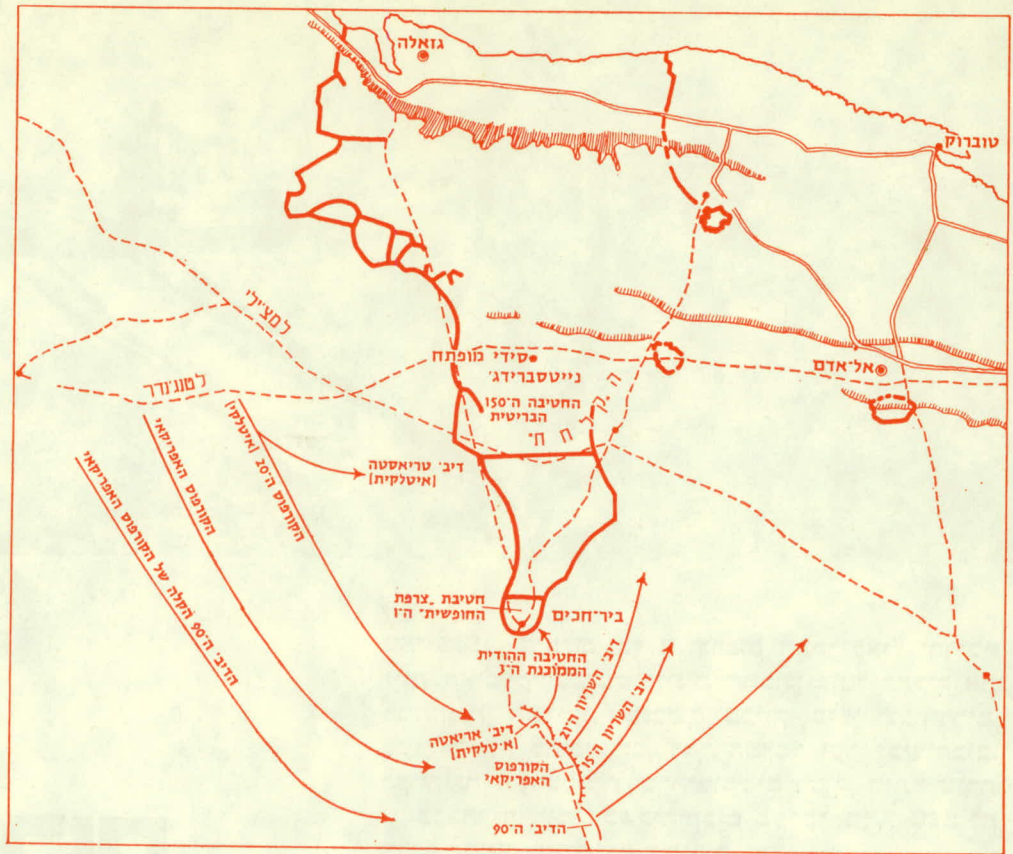 גזאלה
טוברוק
למצ׳ילי
סידי מופתח
נייטסברידג׳
החטיבה ה־150
הבריטית
ה.ק ל ח ת״
אל־אדם
לטנג׳דר
דיב׳ טריאסטה
(איטלקית)
הקורפוס ה־20 (איטלקי)
הקורפוס האפריקאי
הדיב׳ ה־90 הקלה של הקורפוס האפריקאי
חטיבת „צרפת
החופשית״ ה־1
ביר־חכים
החטיבה ההודית
הממוכנת ה־3
דיב׳ השריון ה־21
דיב׳ השריון ה־15
דיב׳ אריאטה
(איטלקית)
הקורפוס
האפריקאי
הדיב׳ ה־90